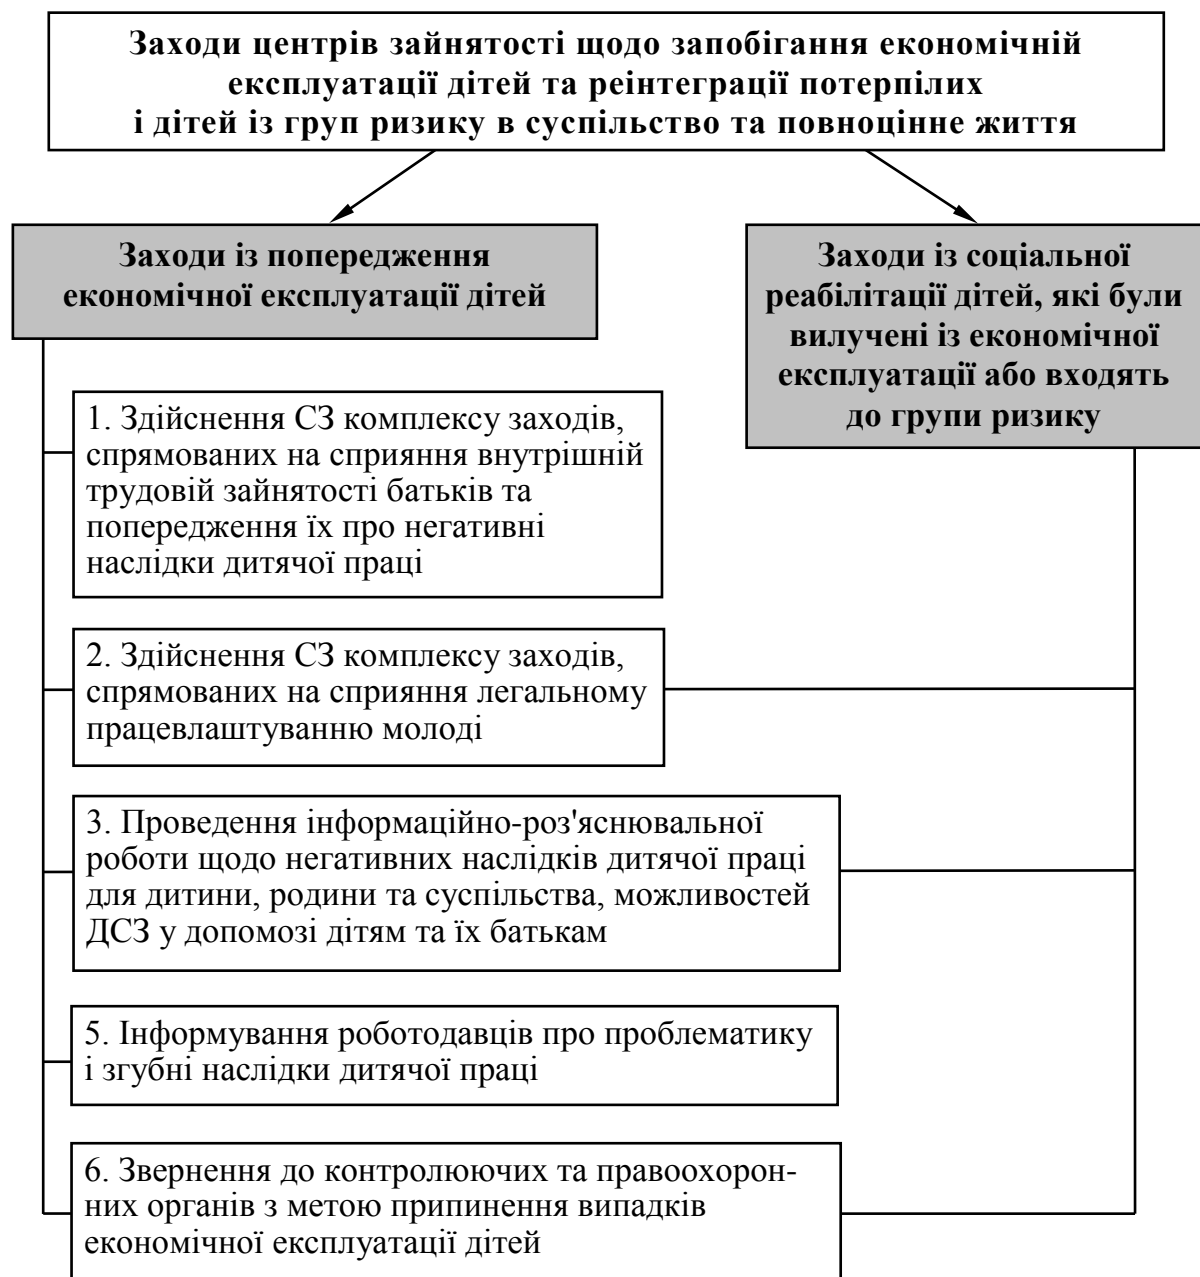 Заходи центрів зайнятості щодо запобігання економічній
експлуатації дітей та реінтеграції потерпілих
і дітей із груп ризику в суспільство та повноцінне життя
Заходи із попередження
економічної експлуатації дітей
Заходи із соціальної
реабілітації дітей, які були
вилучені із економічної
експлуатації або входять
до групи ризику
1. Здійснення СЗ комплексу заходів,
спрямованих на сприяння внутрішній
трудовій зайнятості батьків та
попередження їх про негативні
наслідки дитячої праці
2. Здійснення СЗ комплексу заходів,
спрямованих на сприяння легальному
працевлаштуванню молоді
3. Проведення інформаційно-роз'яснювальної
роботи щодо негативних наслідків дитячої праці
для дитини, родини та суспільства, можливостей
ДСЗ у допомозі дітям та їх батькам
5. Інформування роботодавців про проблематику
і згубні наслідки дитячої праці
6. Звернення до контролюючих та правоохорон-
них органів з метою припинення випадків
економічної експлуатації дітей